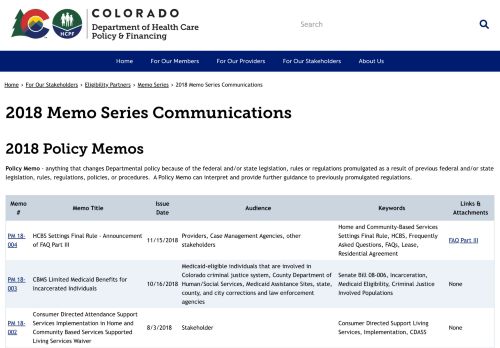 COLORADO
Department of Health Care
Policy & Financing
HCPF
Search
Home For Our Members For Our Providers For Our Stakeholders About Us
Home › For Our Stakeholders › Eligibility Partners › Memo Series › 2018 Memo Series Communications
2018 Memo Series Communications
2018 Policy Memos
Policy Memo - anything that changes Departmental policy because of the federal and/or state legislation, rules or regulations promulgated as a result of previous federal and/or state
legislation, rules, regulations, policies, or procedures. A Policy Memo can interpret and provide further guidance to previously promulgated regulations.
Memo # Memo Title Issue Date Audience Keywords Links & Attachments
PM 18-004 HCBS Settings Final Rule - Announcement of FAQ Part III 11/15/2018 Providers, Case Management Agencies, other stakeholders Home and Community-Based Services Settings Final Rule, HCBS, Frequently Asked Questions, FAQs, Lease, Residential Agreement FAQ Part III
PM 18-003 CBMS Limited Medicaid Benefits for Incarcerated Individuals 10/16/2018 Medicaid-eligible individuals that are involved in Colorado criminal justice system, County Department of Human/Social Services, Medicaid Assistance Sites, state, county, and city corrections and law enforcement agencies Senate Bill 08-006, Incarceration, Medicaid Eligibility, Criminal Justice Involved Populations None
PM 18-002 Consumer Directed Attendance Support Services Implementation in Home and Community Based Services Supported Living Services Waiver 8/3/2018 Stakeholder Consumer Directed Support Living Services, Implementation, CDASS None